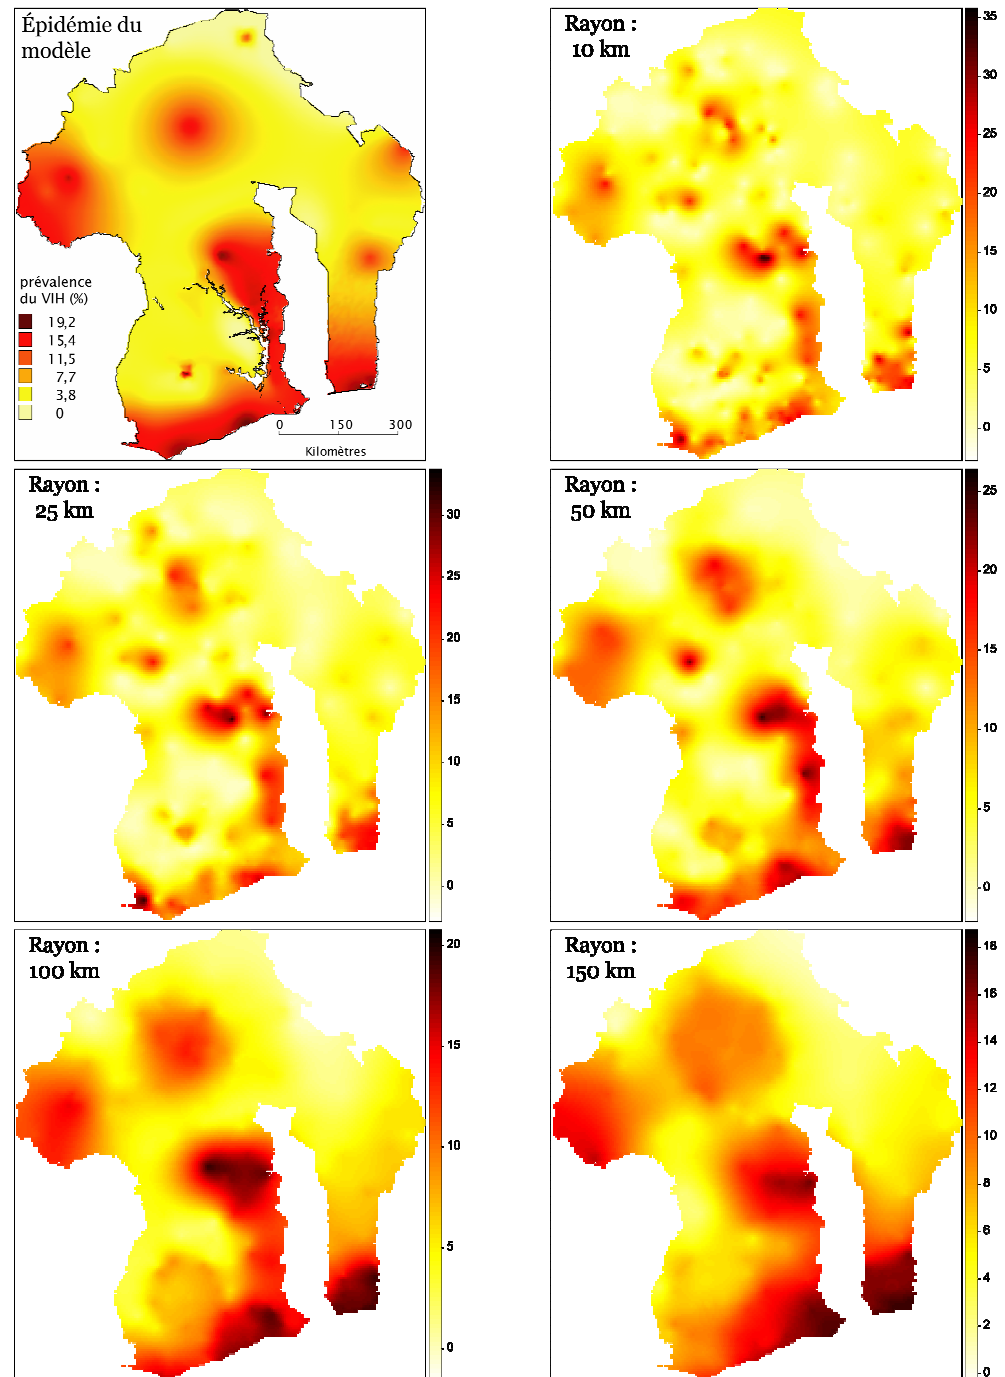 Épidémie du
modèle
prévalence
du VIH (%)
19,2
15,4
11,5
7,7
3,8
0
0 150 300
Kilomètres
Rayon :
10 km
35
30
25
20
15
10
5
0
Rayon :
25 km
30
25
20
15
10
5
0
Rayon :
50 km
25
20
15
10
5
0
Rayon :
100 km
20
15
10
5
0
Rayon :
150 km
18
16
14
12
10
8
6
4
2
0